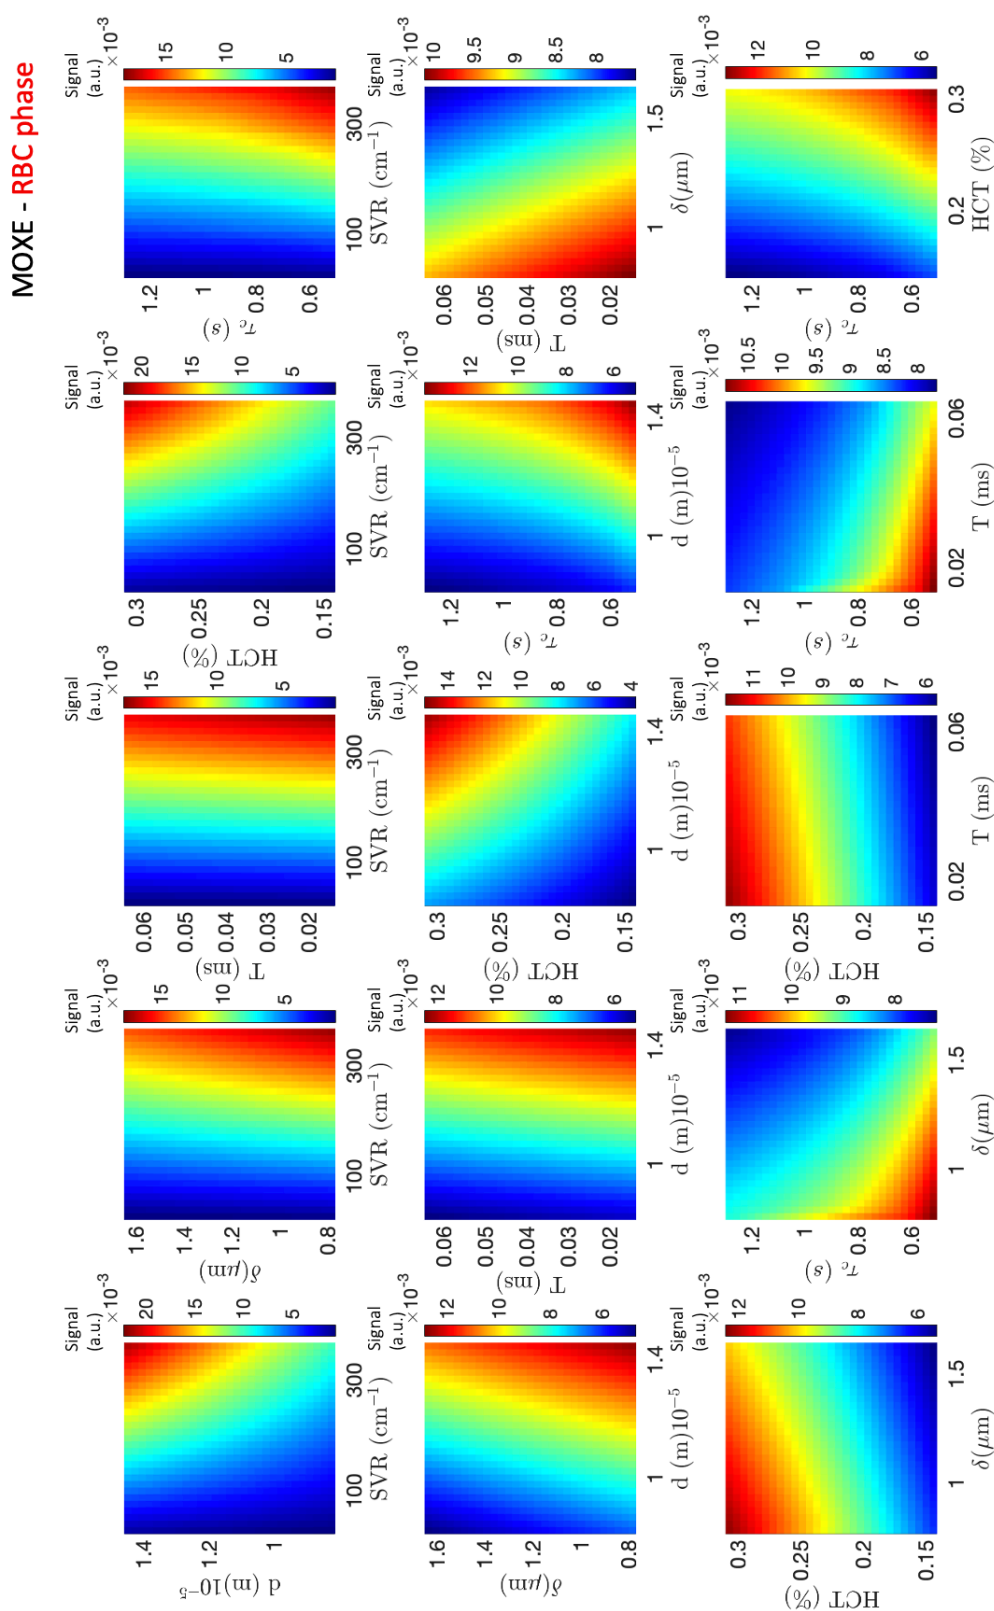 MOXE - RBC phase
d (m)10⁻⁵
1.4
1.2
1
100
300
SVR (cm⁻¹)
Signal
(a.u.)
×10⁻³
20
15
10
5
δ(μm)
1.6
1.4
1.2
1
0.8
100
300
SVR (cm⁻¹)
Signal
(a.u.)
×10⁻³
15
10
5
T (ms)
0.06
0.05
0.04
0.03
0.02
100
300
SVR (cm⁻¹)
Signal
(a.u.)
×10⁻³
15
10
5
HCT (%)
0.3
0.25
0.2
0.15
100
300
SVR (cm⁻¹)
Signal
(a.u.)
×10⁻³
20
15
10
5
τc (s)
1.2
1
0.8
0.6
100
300
SVR (cm⁻¹)
Signal
(a.u.)
×10⁻³
15
10
5
δ(μm)
1.6
1.4
1.2
1
0.8
1
1.4
d (m)10⁻⁵
Signal
(a.u.)
×10⁻³
12
10
8
6
T (ms)
0.06
0.05
0.04
0.03
0.02
1
1.4
d (m)10⁻⁵
Signal
(a.u.)
×10⁻³
12
10
8
6
HCT (%)
0.3
0.25
0.2
0.15
1
1.4
d (m)10⁻⁵
Signal
(a.u.)
×10⁻³
14
12
10
8
6
4
τc (s)
1.2
1
0.8
0.6
1
1.4
d (m)10⁻⁵
Signal
(a.u.)
×10⁻³
12
10
8
6
T (ms)
0.06
0.05
0.04
0.03
0.02
1
1.5
δ(μm)
Signal
(a.u.)
×10⁻³
10
9.5
9
8.5
8
HCT (%)
0.3
0.25
0.2
0.15
1
1.5
δ(μm)
Signal
(a.u.)
×10⁻³
12
10
8
6
τc (s)
1.2
1
0.8
0.6
1
1.5
δ(μm)
Signal
(a.u.)
×10⁻³
11
10
9
8
HCT (%)
0.3
0.25
0.2
0.15
0.02
0.06
T (ms)
Signal
(a.u.)
×10⁻³
11
10
9
8
7
6
τc (s)
1.2
1
0.8
0.6
0.02
0.06
T (ms)
Signal
(a.u.)
×10⁻³
10.5
10
9.5
9
8.5
8
τc (s)
1.2
1
0.8
0.6
0.2
0.3
HCT (%)
Signal
(a.u.)
×10⁻³
12
10
8
6